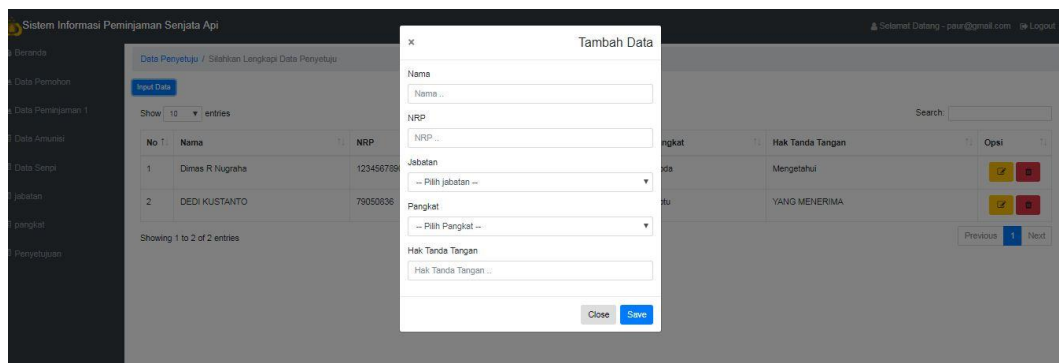 Sistem Informasi Peminjaman Senjata Api
Selamat Datang - paur@gmail.com Logout
Beranda
Data Pemohon
Data Peminjaman 1
Data Amunisi
Data Senpi
jabatan
pangkat
Penyetujuan
Data Penyetuju / Silahkan Lengkapi Data Penyetuju
Input Data
Show 10 entries
Search:
No Nama NRP ngkat Hak Tanda Tangan Opsi
1 Dimas R Nugraha 123456789 Mengetahui
2 DEDI KUSTANTO 79050836 YANG MENERIMA
Showing 1 to 2 of 2 entries
Previous 1 Next
× Tambah Data
Nama
Nama ..
NRP
NRP ..
Jabatan
-- Pilih jabatan --
Pangkat
-- Pilih Pangkat --
Hak Tanda Tangan
Hak Tanda Tangan ..
Close Save